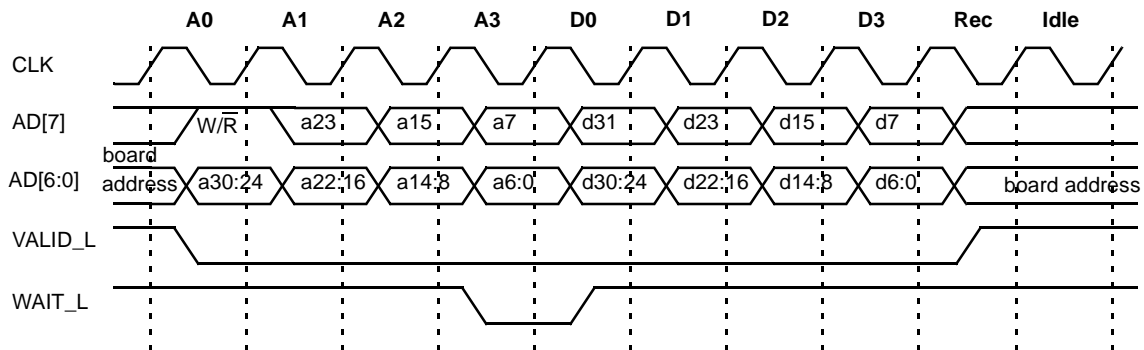 A0 A1 A2 A3 D0 D1 D2 D3 Rec Idle
CLK
AD[7] W/R̅ a23 a15 a7 d31 d23 d15 d7
board
AD[6:0] address a30:24 a22:16 a14:8 a6:0 d30:24 d22:16 d14:8 d6:0 board address
VALID_L
WAIT_L